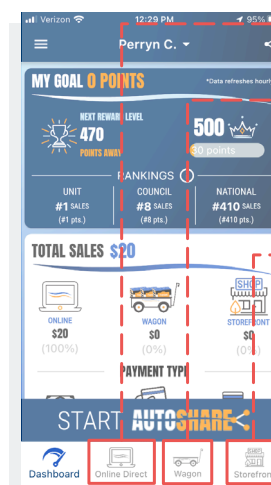 Verizon 12:29 PM 95%
Perryn C.
MY GOAL 0 POINTS *Data refreshes hourly
NEXT REWARD LEVEL
470
POINTS AWAY
500
30 points
RANKINGS
UNIT COUNCIL NATIONAL
#1 SALES #8 SALES #410 SALES
(#1 pts.) (#8 pts.) (#410 pts.)
TOTAL SALES $20
SHOP
ONLINE WAGON STOREFRONT
$20 $0 $0
(100%) (0%) (0%)
PAYMENT TYPE
START AUTOSHARE
Dashboard Online Direct Wagon Storefron